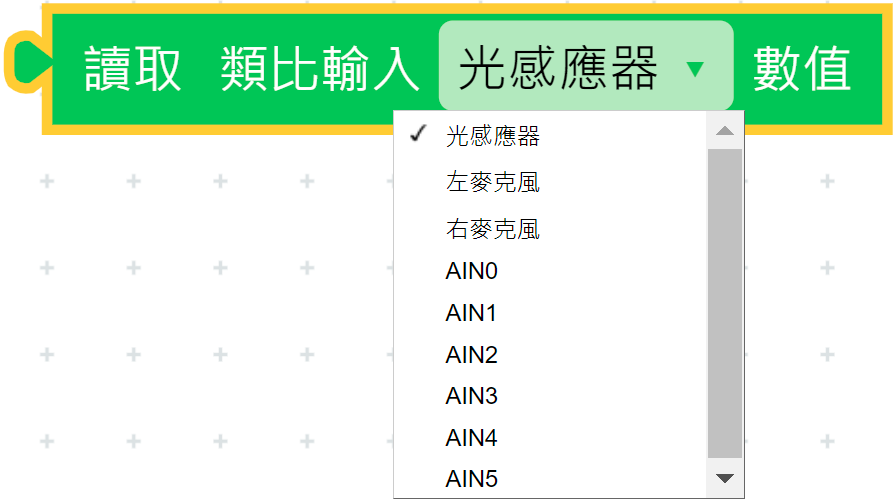 讀取 類比輸入 光感應器 ▼ 數值
✓ 光感應器
左麥克風
右麥克風
AIN0
AIN1
AIN2
AIN3
AIN4
AIN5